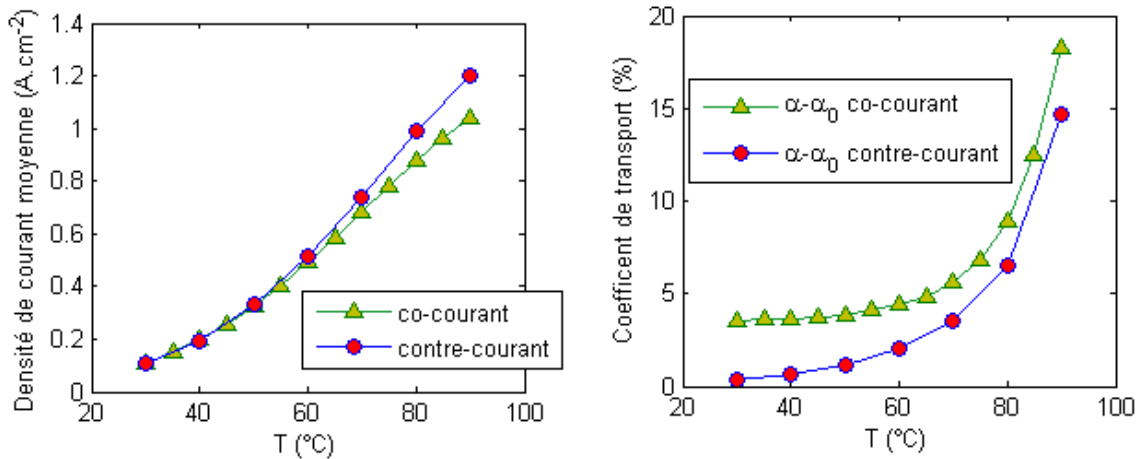 Densité de courant moyenne (A.cm⁻²)
1.4
1.2
1
0.8
0.6
0.4
0.2
0
20
40
60
80
100
T (°C)
co-courant
contre-courant
Coefficent de transport (%)
20
15
10
5
0
20
40
60
80
100
T (°C)
α-α₀ co-courant
α-α₀ contre-courant